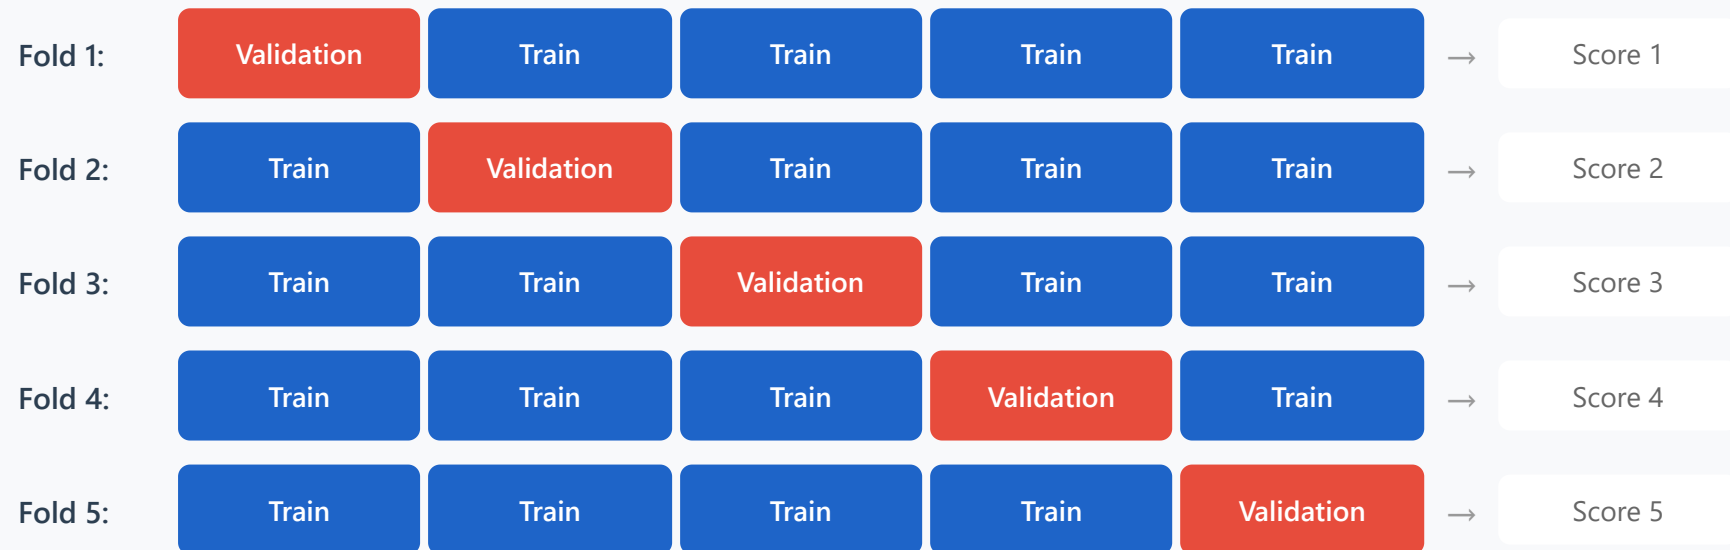 Fold 1: Validation Train Train Train Train → Score 1
Fold 2: Train Validation Train Train Train → Score 2
Fold 3: Train Train Validation Train Train → Score 3
Fold 4: Train Train Train Validation Train → Score 4
Fold 5: Train Train Train Train Validation → Score 5